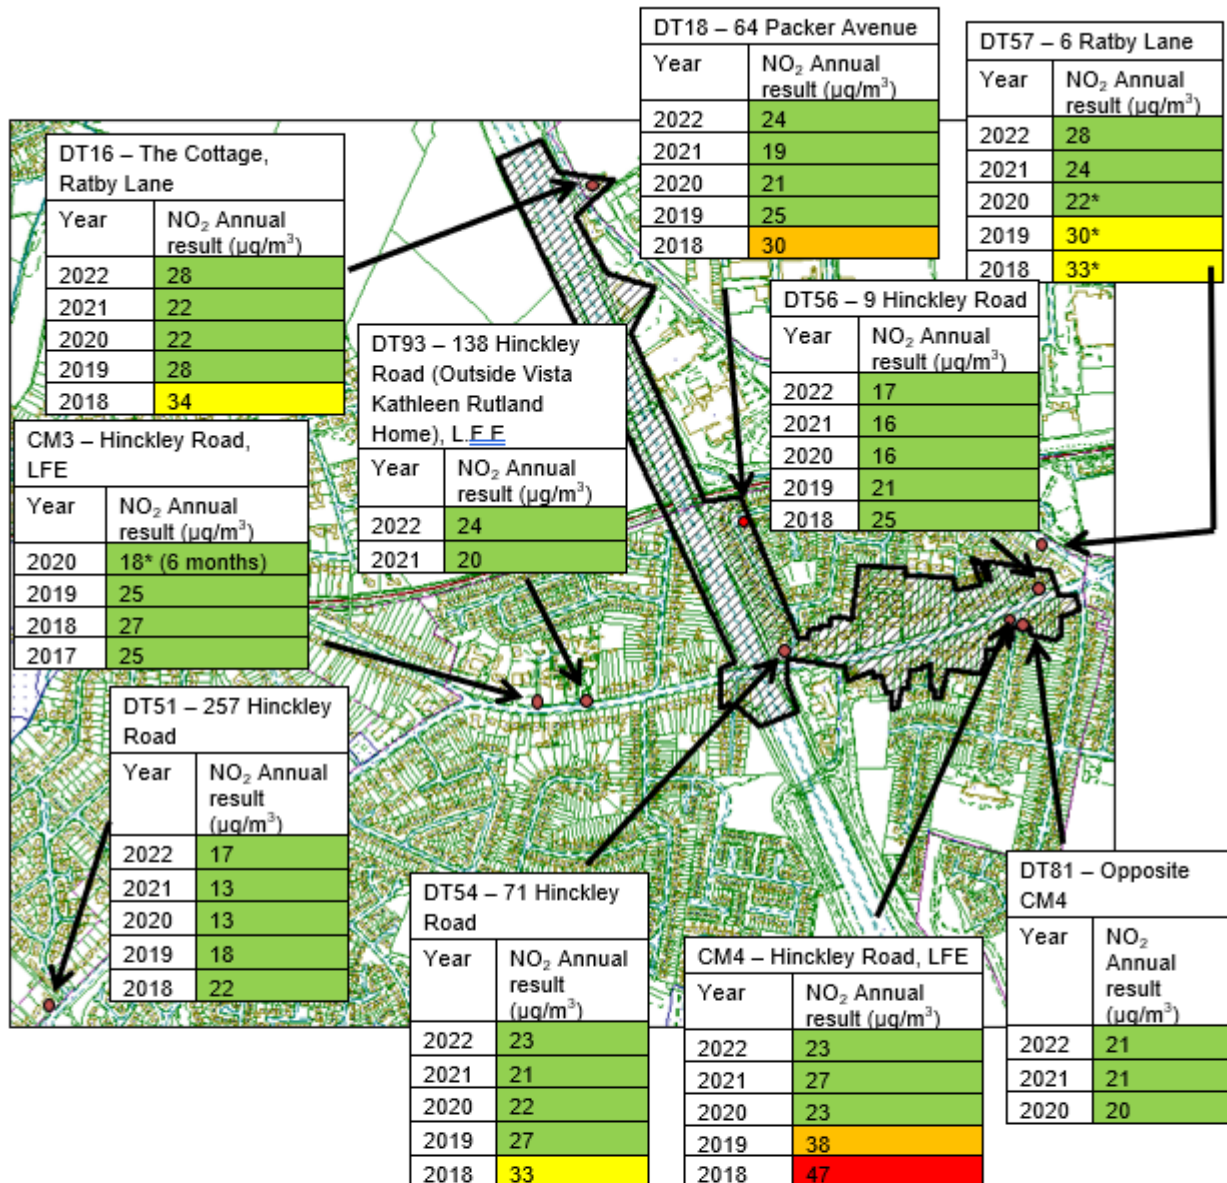 DT18 – 64 Packer Avenue
Year NO₂ Annual
result (µg/m³)
2022 24
2021 19
2020 21
2019 25
2018 30
DT57 – 6 Ratby Lane
Year NO₂ Annual
result (µg/m³)
2022 28
2021 24
2020 22*
2019 30*
2018 33*
DT16 – The Cottage,
Ratby Lane
Year NO₂ Annual
result (µg/m³)
2022 28
2021 22
2020 22
2019 28
2018 34
DT93 – 138 Hinckley
Road (Outside Vista
Kathleen Rutland
Home), L.F.E
Year NO₂ Annual
result (µg/m³)
2022 24
2021 20
DT56 – 9 Hinckley Road
Year NO₂ Annual
result (µg/m³)
2022 17
2021 16
2020 16
2019 21
2018 25
CM3 – Hinckley Road,
LFE
Year NO₂ Annual
result (µg/m³)
2020 18* (6 months)
2019 25
2018 27
2017 25
DT51 – 257 Hinckley
Road
Year NO₂ Annual
result
(µg/m³)
2022 17
2021 13
2020 13
2019 18
2018 22
DT54 – 71 Hinckley
Road
Year NO₂ Annual
result
(µg/m³)
2022 23
2021 21
2020 22
2019 27
2018 33
CM4 – Hinckley Road, LFE
Year NO₂ Annual
result (µg/m³)
2022 23
2021 27
2020 23
2019 38
2018 47
DT81 – Opposite
CM4
Year NO₂
Annual
result
(µg/m³)
2022 21
2021 21
2020 20